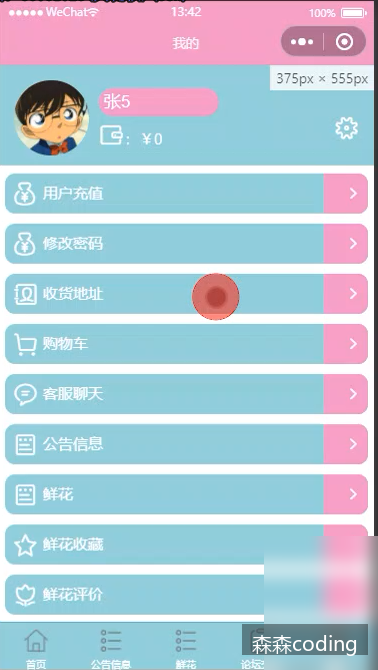 WeChat 13:42 100%
我的
375px × 555px
张5
: ¥0
用户充值
修改密码
收货地址
购物车
客服聊天
公告信息
鲜花
鲜花收藏
鲜花评价
首页 公告信息 鲜花
森森coding